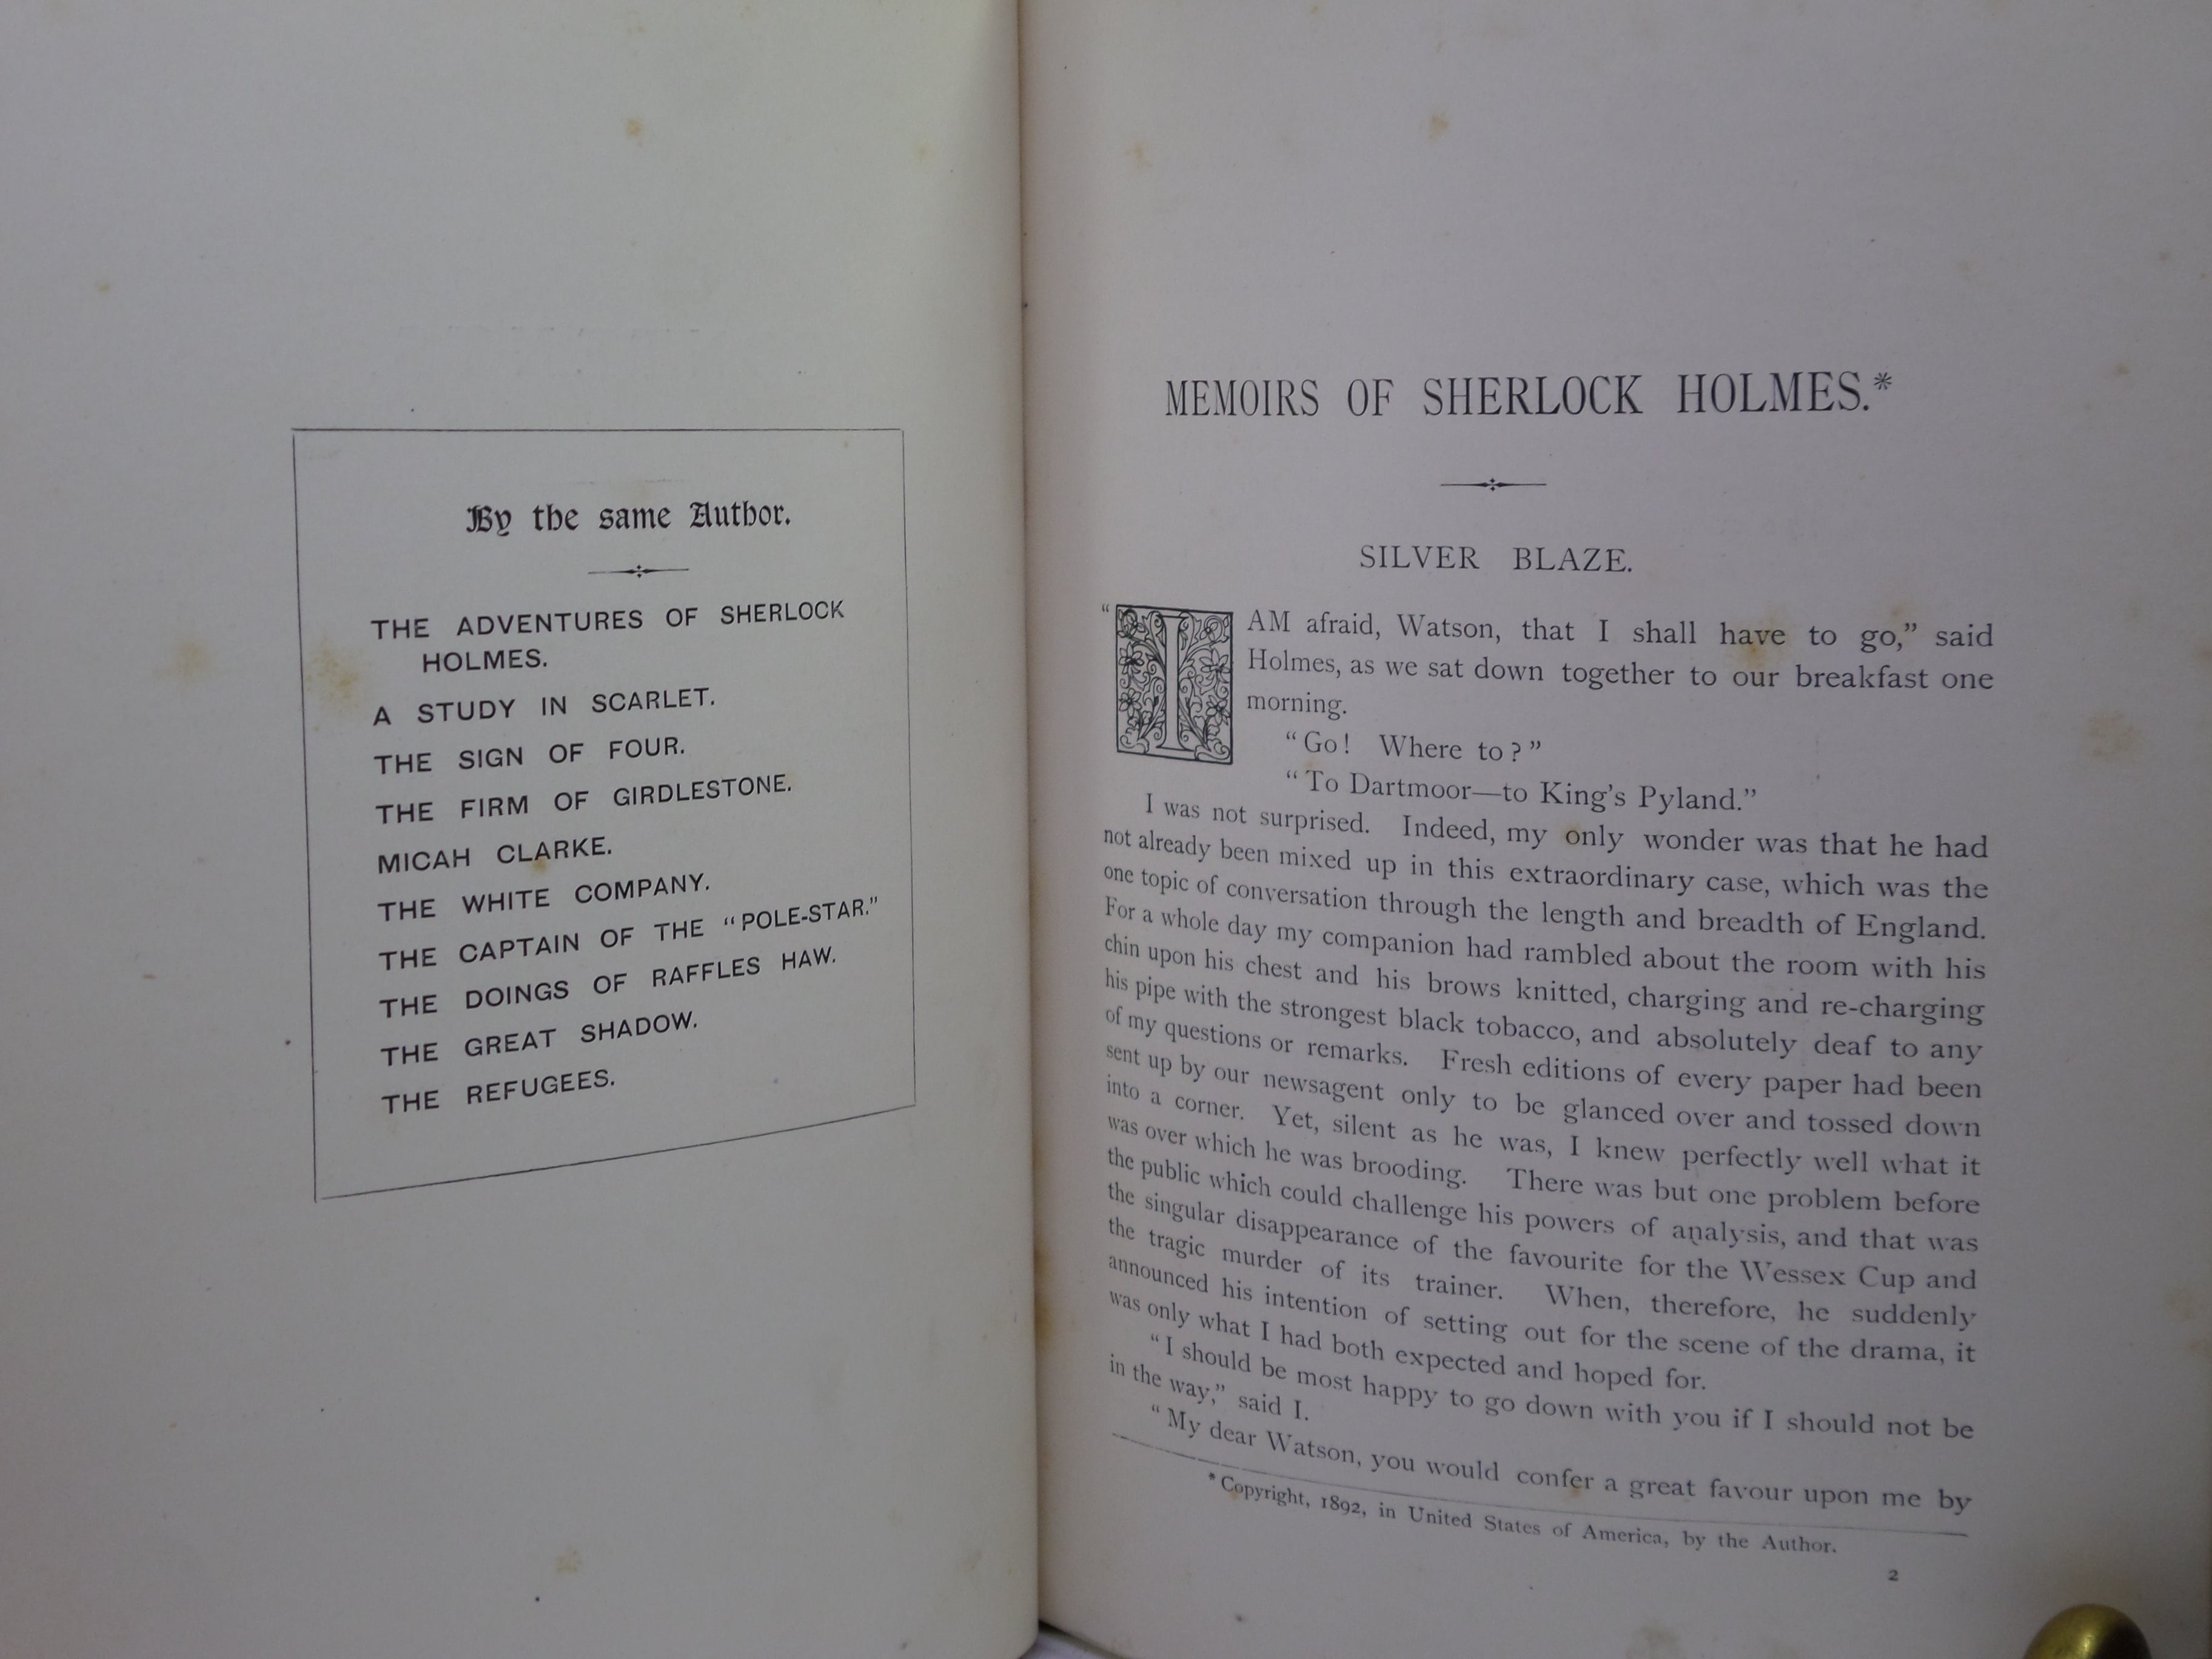 By the same Author.
THE ADVENTURES OF SHERLOCK
HOLMES.
A STUDY IN SCARLET.
THE SIGN OF FOUR.
THE FIRM OF GIRDLESTONE.
MICAH CLARKE.
THE WHITE COMPANY.
THE CAPTAIN OF THE “POLE-STAR.”
THE DOINGS OF RAFFLES HAW.
THE GREAT SHADOW.
THE REFUGEES.
MEMOIRS OF SHERLOCK HOLMES.*
SILVER BLAZE.
“I AM afraid, Watson, that I shall have to go,” said
Holmes, as we sat down together to our breakfast one
morning.
“Go! Where to?”
“To Dartmoor—to King’s Pyland.”
I was not surprised. Indeed, my only wonder was that he had
not already been mixed up in this extraordinary case, which was the
one topic of conversation through the length and breadth of England.
For a whole day my companion had rambled about the room with his
chin upon his chest and his brows knitted, charging and re-charging
his pipe with the strongest black tobacco, and absolutely deaf to any
of my questions or remarks. Fresh editions of every paper had been
sent up by our newsagent only to be glanced over and tossed down
into a corner. Yet, silent as he was, I knew perfectly well what it
was over which he was brooding. There was but one problem before
the public which could challenge his powers of analysis, and that was
the singular disappearance of the favourite for the Wessex Cup and
the tragic murder of its trainer. When, therefore, he suddenly
announced his intention of setting out for the scene of the drama, it
was only what I had both expected and hoped for.
“I should be most happy to go down with you if I should not be
in the way,” said I.
“My dear Watson, you would confer a great favour upon me by
* Copyright, 1892, in United States of America, by the Author.
2